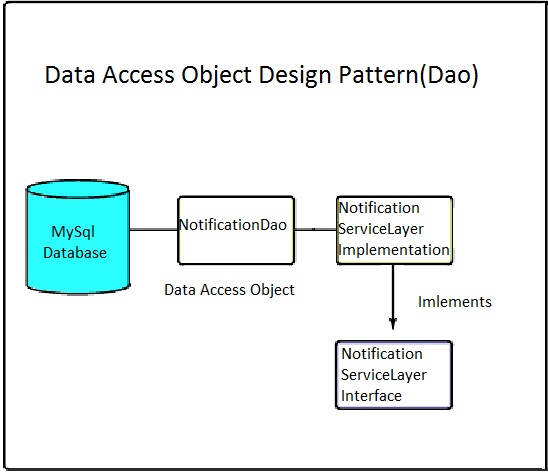 Data Access Object Design Pattern(Dao)
MySql
Database
NotificationDao
Data Access Object
Notification
ServiceLayer
Implementation
Imlements
Notification
ServiceLayer
Interface